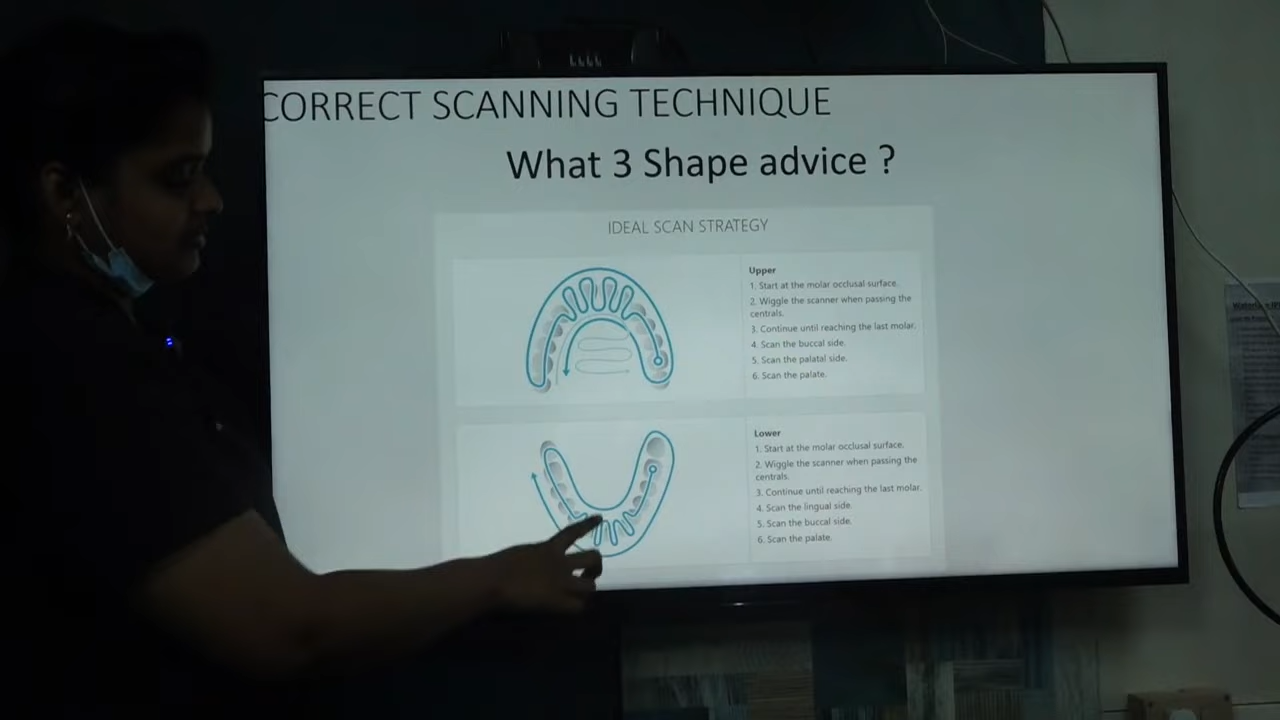 CORRECT SCANNING TECHNIQUE
What 3 Shape advice ?
IDEAL SCAN STRATEGY
Upper
1. Start at the molar occlusal surface.
2. Wiggle the scanner when passing the
centrals.
3. Continue until reaching the last molar.
4. Scan the buccal side.
5. Scan the palatal side.
6. Scan the palate.
Lower
1. Start at the molar occlusal surface.
2. Wiggle the scanner when passing the
centrals.
3. Continue until reaching the last molar.
4. Scan the lingual side.
5. Scan the buccal side.
6. Scan the palate.